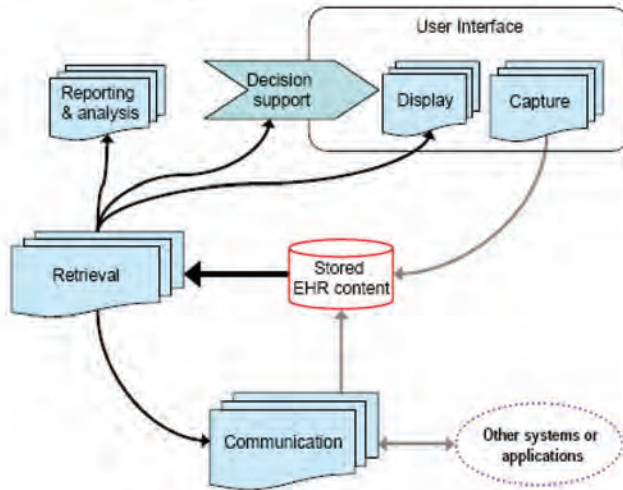 User Interface
Reporting
& analysis
Decision
support
Display
Capture
Retrieval
Stored
EHR content
Communication
Other systems or
applications